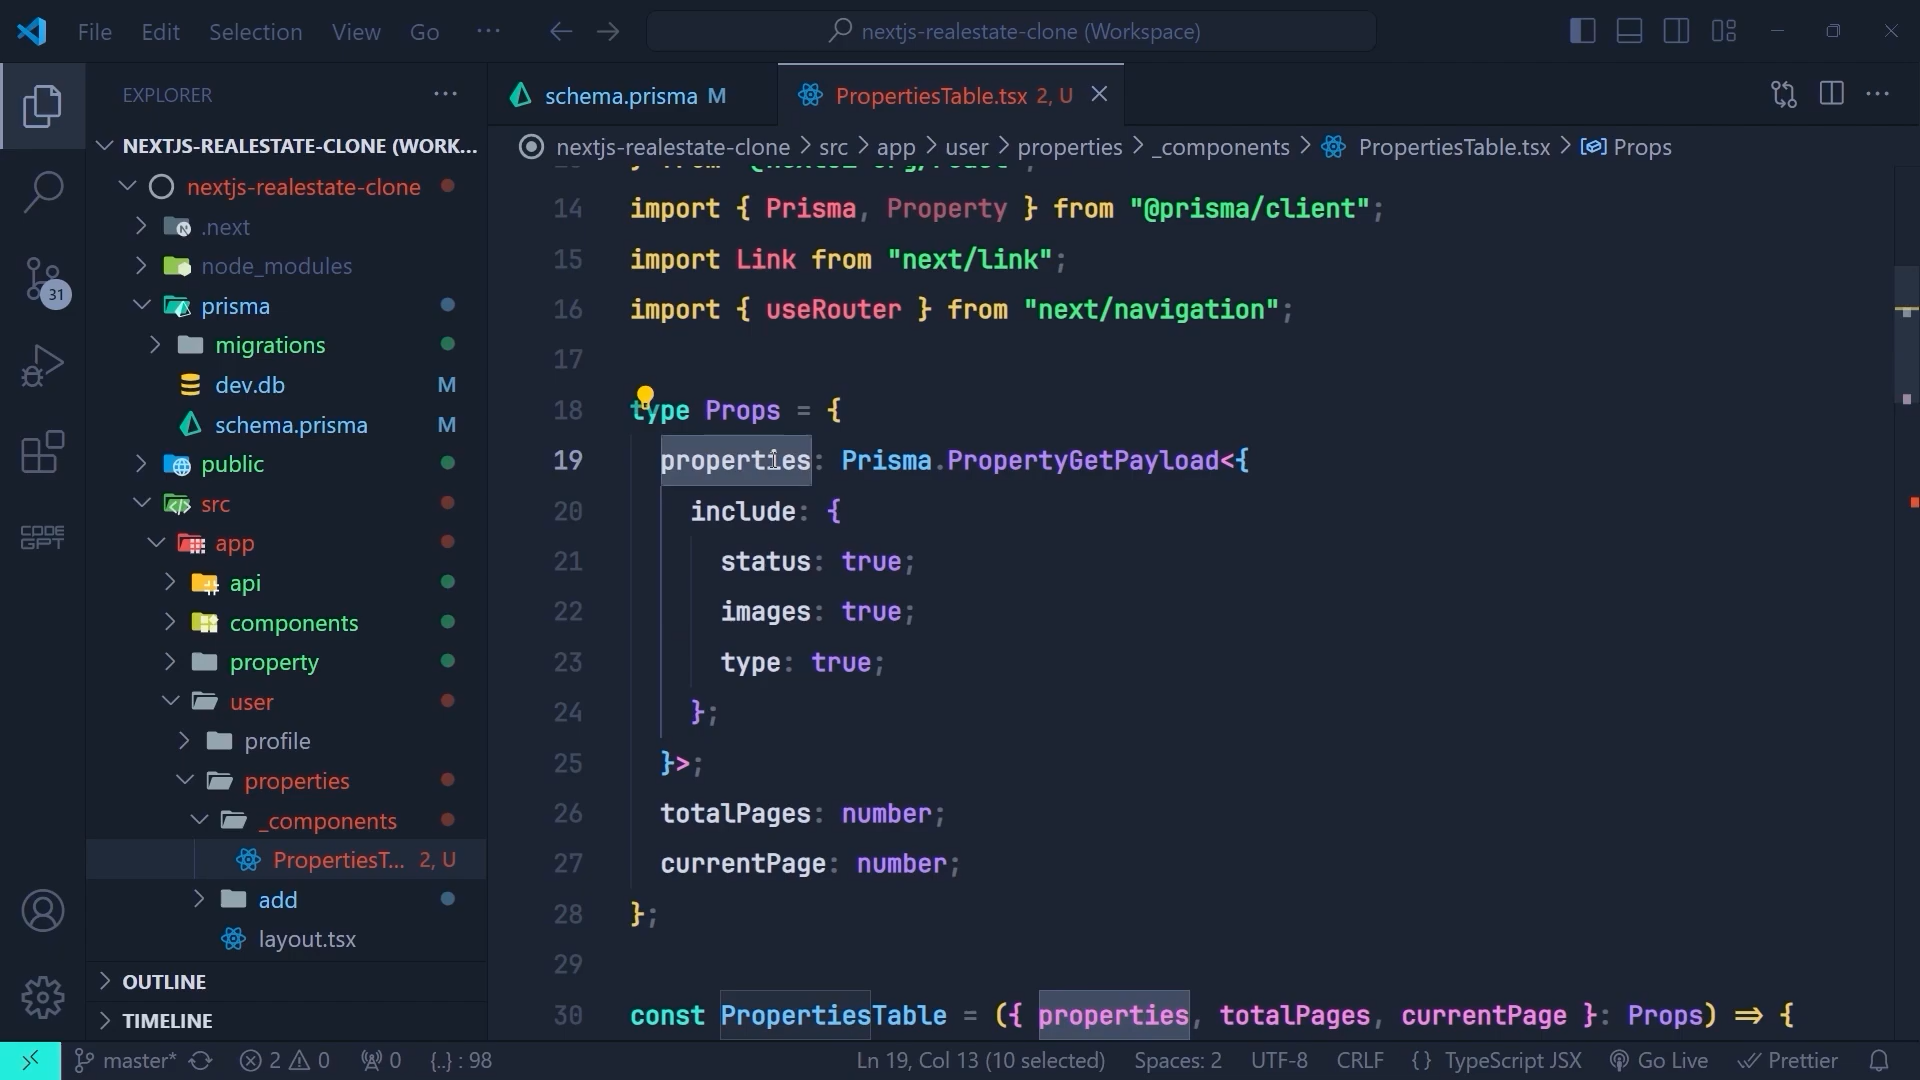 File Edit Selection View Go ··· nextjs-realestate-clone (Workspace)
EXPLORER ···
NEXTJS-REALESTATE-CLONE (WORK...
nextjs-realestate-clone
.next
node_modules
prisma
migrations
dev.db M
schema.prisma M
public
src
app
api
components
property
user
profile
properties
_components
PropertiesT... 2, U
add
layout.tsx
OUTLINE
TIMELINE
31
CODE
GPT
schema.prisma M PropertiesTable.tsx 2, U
nextjs-realestate-clone > src > app > user > properties > _components > PropertiesTable.tsx > Props
14 import { Prisma, Property } from "@prisma/client";
15 import Link from "next/link";
16 import { useRouter } from "next/navigation";
17
18 type Props = {
19 properties: Prisma.PropertyGetPayload<{
20 include: {
21 status: true;
22 images: true;
23 type: true;
24 };
25 }>;
26 totalPages: number;
27 currentPage: number;
28 };
29
30 const PropertiesTable = ({ properties, totalPages, currentPage }: Props) => {
master* 2 0 0 {..} : 98 Ln 19, Col 13 (10 selected) Spaces: 2 UTF-8 CRLF {} TypeScript JSX Go Live Prettier